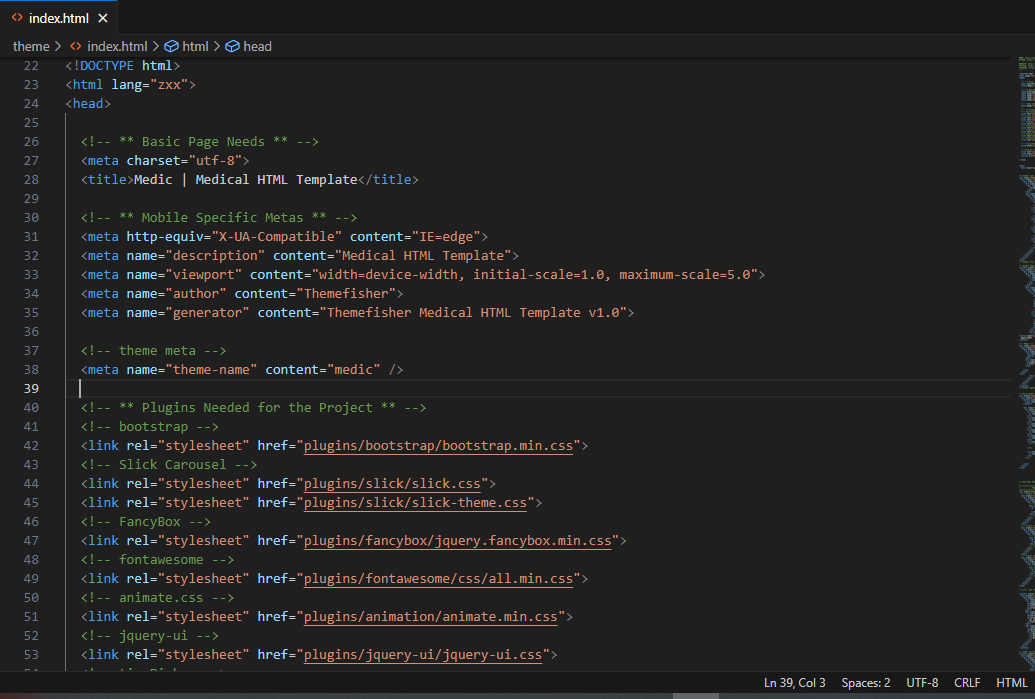 index.html
theme > index.html > html > head
22 <!DOCTYPE html>
23 <html lang="zxx">
24 <head>
25
26 <!-- ** Basic Page Needs ** -->
27 <meta charset="utf-8">
28 <title>Medic | Medical HTML Template</title>
29
30 <!-- ** Mobile Specific Metas ** -->
31 <meta http-equiv="X-UA-Compatible" content="IE=edge">
32 <meta name="description" content="Medical HTML Template">
33 <meta name="viewport" content="width=device-width, initial-scale=1.0, maximum-scale=5.0">
34 <meta name="author" content="Themefisher">
35 <meta name="generator" content="Themefisher Medical HTML Template v1.0">
36
37 <!-- theme meta -->
38 <meta name="theme-name" content="medic" />
39
40 <!-- ** Plugins Needed for the Project ** -->
41 <!-- bootstrap -->
42 <link rel="stylesheet" href="plugins/bootstrap/bootstrap.min.css">
43 <!-- Slick Carousel -->
44 <link rel="stylesheet" href="plugins/slick/slick.css">
45 <link rel="stylesheet" href="plugins/slick/slick-theme.css">
46 <!-- FancyBox -->
47 <link rel="stylesheet" href="plugins/fancybox/jquery.fancybox.min.css">
48 <!-- fontawesome -->
49 <link rel="stylesheet" href="plugins/fontawesome/css/all.min.css">
50 <!-- animate.css -->
51 <link rel="stylesheet" href="plugins/animation/animate.min.css">
52 <!-- jquery-ui -->
53 <link rel="stylesheet" href="plugins/jquery-ui/jquery-ui.css">
Ln 39, Col 3 Spaces: 2 UTF-8 CRLF HTML